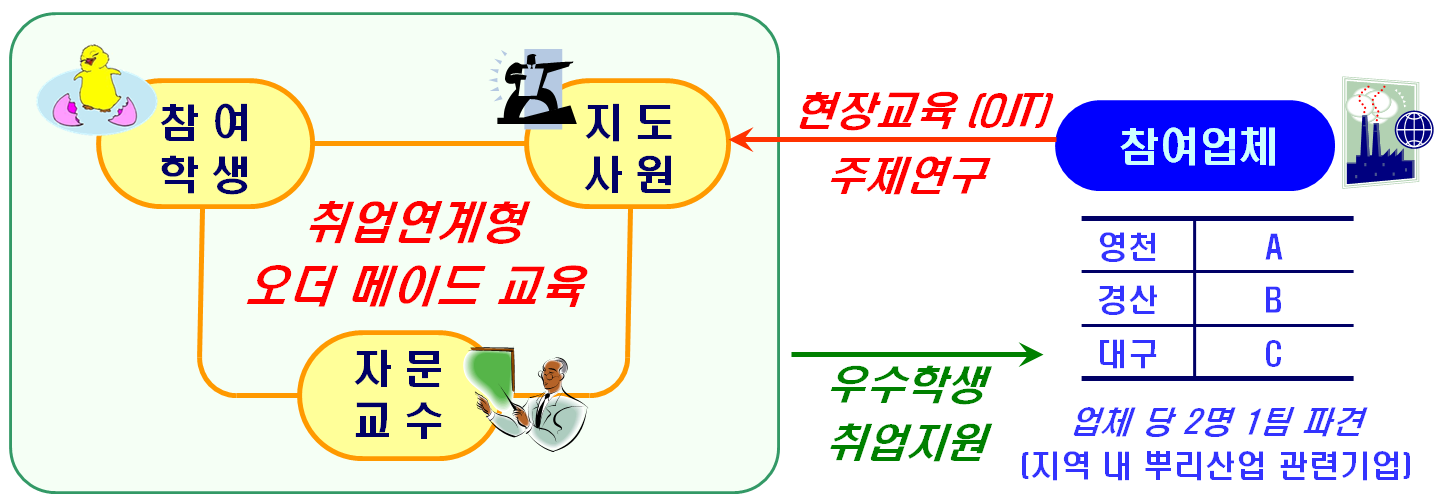 참 여
학 생
지 도
사 원
취업연계형
오더 메이드 교육
자 문
교 수
현장교육 (OJT)
주제연구
우수학생
취업지원
참여업체
영천 A
경산 B
대구 C
업체 당 2명 1팀 파견
(지역 내 뿌리산업 관련기업)